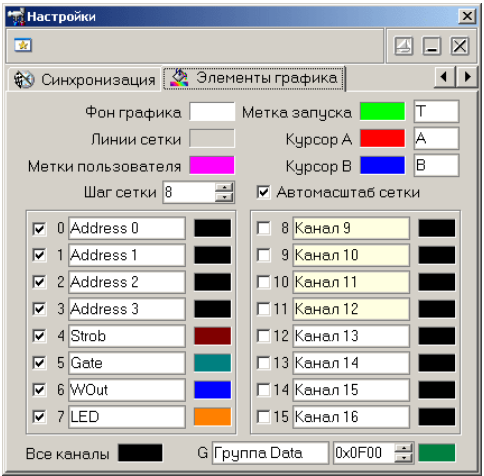 Настройки
Синхронизация Элементы графика
Фон графика Метка запуска T
Линии сетки Курсор A A
Метки пользователя Курсор B B
Шаг сетки 8 Автомасштаб сетки
0 Address 0 8 Канал 9
1 Address 1 9 Канал 10
2 Address 2 10 Канал 11
3 Address 3 11 Канал 12
4 Strob 12 Канал 13
5 Gate 13 Канал 14
6 WOut 14 Канал 15
7 LED 15 Канал 16
Все каналы G Группа Data 0x0F00